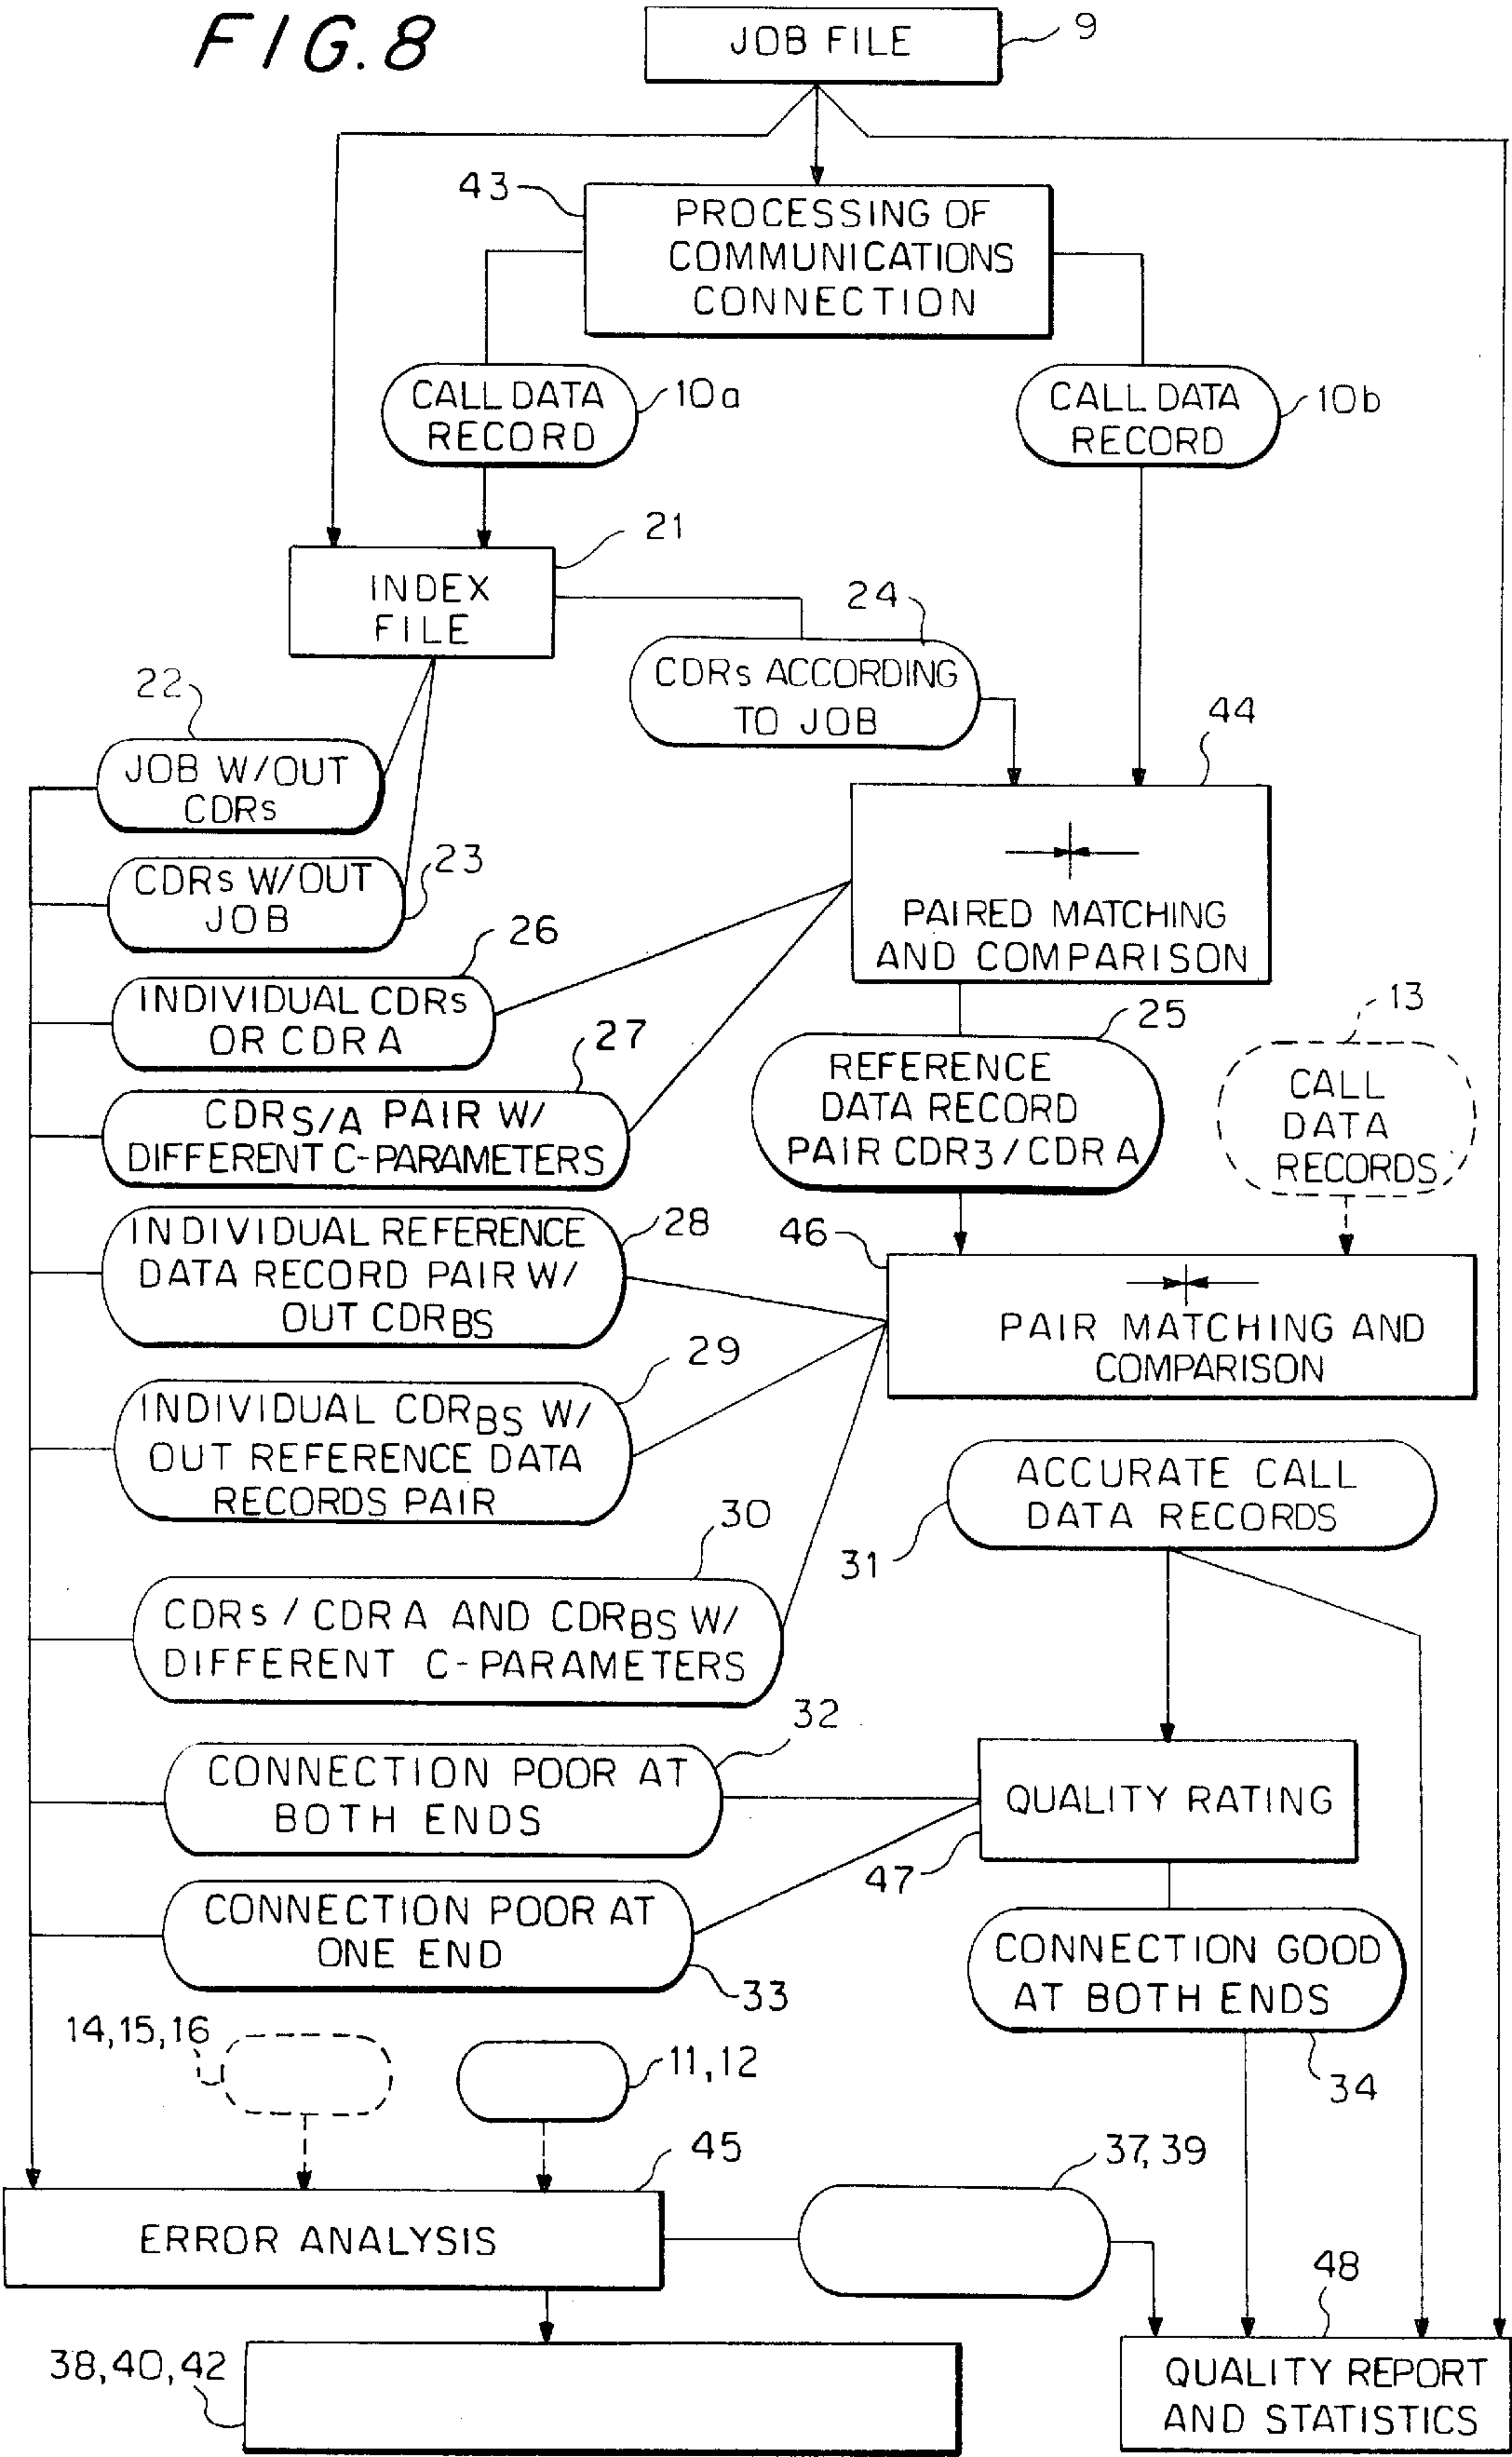 FIG. 8
JOB FILE
9
43
PROCESSING OF
COMMUNICATIONS
CONNECTION
CALL DATA
RECORD
10a
CALL DATA
RECORD
10b
21
INDEX
FILE
24
CDRs ACCORDING
TO JOB
22
JOB W/OUT
CDRs
44
CDRs W/OUT
JOB
23
PAIRED MATCHING
AND COMPARISON
26
INDIVIDUAL CDRs
OR CDR A
27
CDRS/A PAIR W/
DIFFERENT C-PARAMETERS
25
REFERENCE
DATA RECORD
PAIR CDR3/CDR A
13
CALL
DATA
RECORDS
INDIVIDUAL REFERENCE
DATA RECORD PAIR W/
OUT CDRBS
28
46
PAIR MATCHING AND
COMPARISON
29
INDIVIDUAL CDRBS W/
OUT REFERENCE DATA
RECORDS PAIR
ACCURATE CALL
DATA RECORDS
31
30
CDRs / CDR A AND CDRBS W/
DIFFERENT C-PARAMETERS
32
CONNECTION POOR AT
BOTH ENDS
QUALITY RATING
47
CONNECTION POOR AT
ONE END
33
CONNECTION GOOD
AT BOTH ENDS
34
14,15,16
11,12
45
ERROR ANALYSIS
37,39
48
38,40,42
QUALITY REPORT
AND STATISTICS